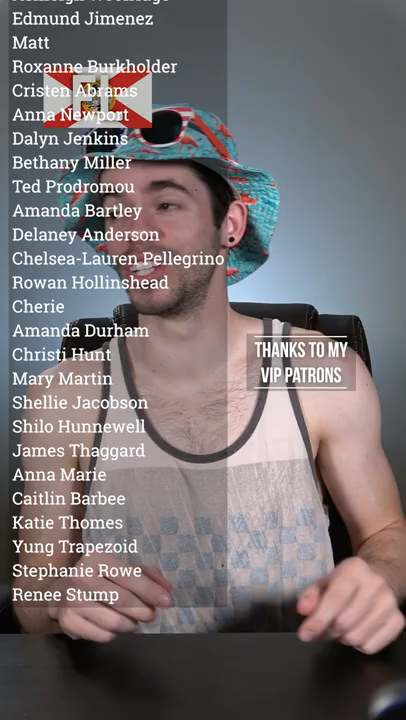 Edmund Jimenez
Matt
Roxanne Burkholder
Cristen Abrams
Anna Newport
Dalyn Jenkins
Bethany Miller
Ted Prodromou
Amanda Bartley
Delaney Anderson
Chelsea-Lauren Pellegrino
Rowan Hollinshead
Cherie
Amanda Durham
Christi Hunt
Mary Martin
Shellie Jacobson
Shilo Hunnewell
James Thaggard
Anna Marie
Caitlin Barbee
Katie Thomes
Yung Trapezoid
Stephanie Rowe
Renee Stump
THANKS TO MY
VIP PATRONS